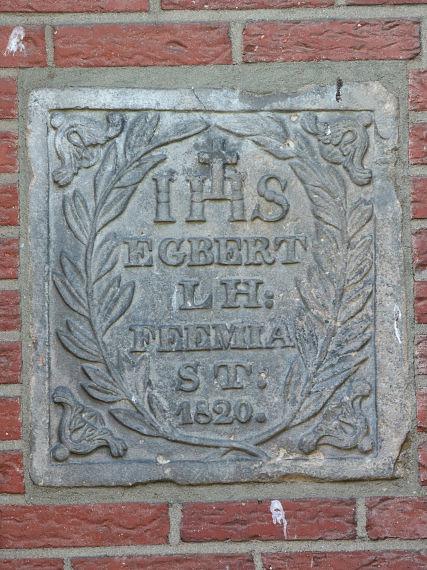 IHS
EGBERT
LH:
FEEMIA
ST:
1820.